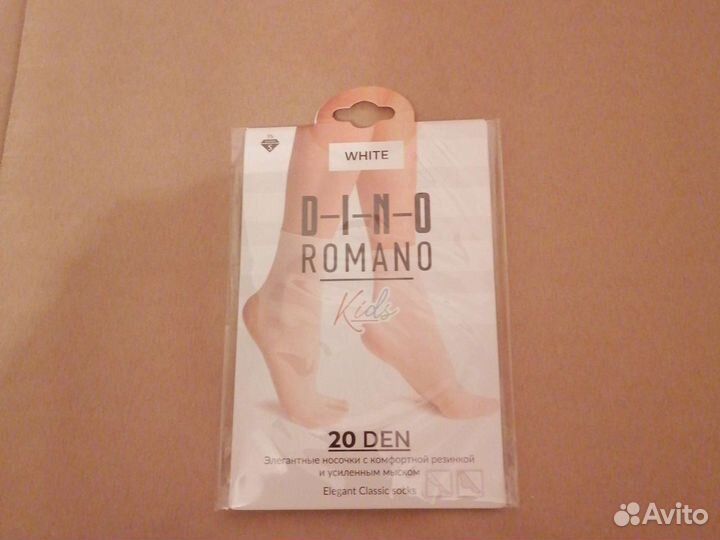 WHITE
D-I-N-O
ROMANO
Kids
20 DEN
Элегантные носочки с комфортной резинкой
и усиленным мыском
Elegant Classic socks
Avito